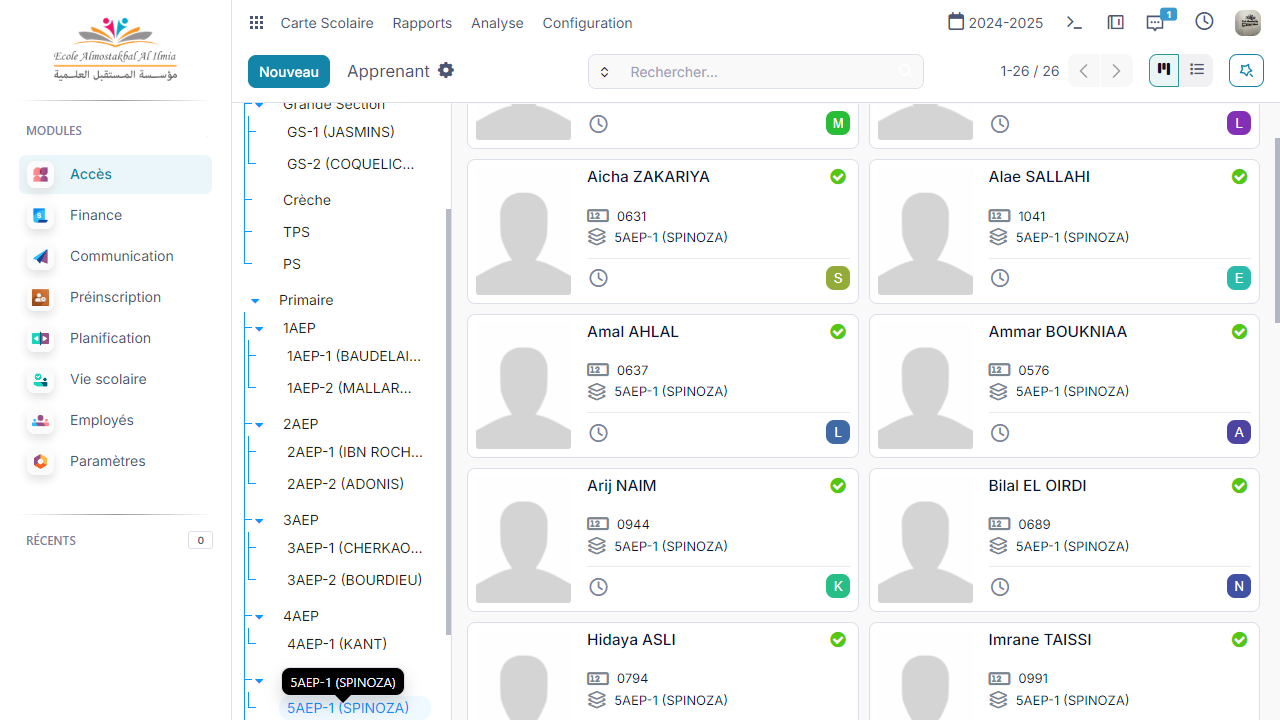 Ecole Almostakbal Al Ilmia
مؤسسة المستقبل العلمية
MODULES
Accès
Finance
Communication
Préinscription
Planification
Vie scolaire
Employés
Paramètres
RÉCENTS
0
Carte Scolaire
Rapports
Analyse
Configuration
2024-2025
1
Nouveau
Apprenant
Rechercher...
1-26 / 26
Grande Section
GS-1 (JASMINS)
GS-2 (COQUELIC...
Crèche
TPS
PS
Primaire
1AEP
1AEP-1 (BAUDELAI...
1AEP-2 (MALLAR...
2AEP
2AEP-1 (IBN ROCH...
2AEP-2 (ADONIS)
3AEP
3AEP-1 (CHERKAO...
3AEP-2 (BOURDIEU)
4AEP
4AEP-1 (KANT)
5AEP-1 (SPINOZA)
5AEP-1 (SPINOZA)
M
L
Aicha ZAKARIYA
12 0631
5AEP-1 (SPINOZA)
S
Alae SALLAHI
12 1041
5AEP-1 (SPINOZA)
E
Amal AHLAL
12 0637
5AEP-1 (SPINOZA)
L
Ammar BOUKNIAA
12 0576
5AEP-1 (SPINOZA)
A
Arij NAIM
12 0944
5AEP-1 (SPINOZA)
K
Bilal EL OIRDI
12 0689
5AEP-1 (SPINOZA)
N
Hidaya ASLI
12 0794
5AEP-1 (SPINOZA)
Imrane TAISSI
12 0991
5AEP-1 (SPINOZA)